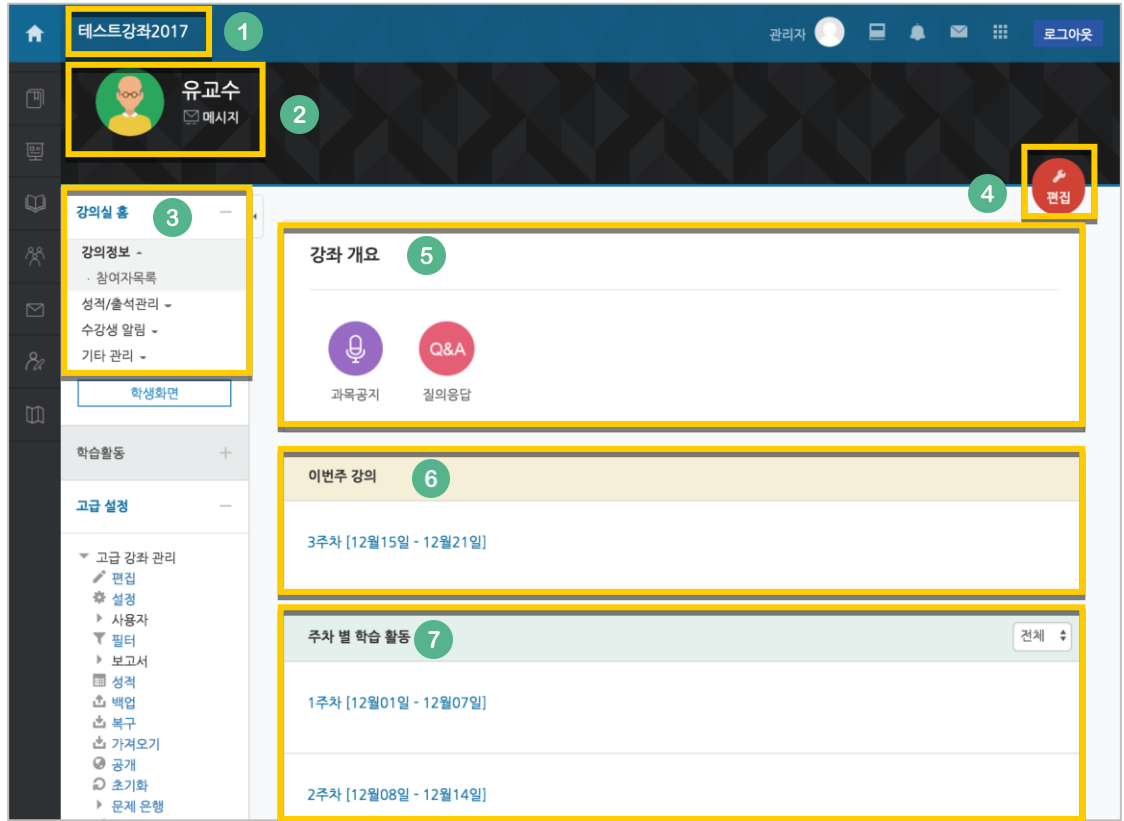 테스트강좌2017
1
관리자
로그아웃
유교수
메시지
2
4
편집
강의실 홈
3
강의정보
· 참여자목록
성적/출석관리
수강생 알림
기타 관리
학생화면
학습활동
고급 설정
고급 강좌 관리
편집
설정
사용자
필터
보고서
성적
백업
복구
가져오기
공개
초기화
문제 은행
강좌 개요
5
Q&A
과목공지
질의응답
이번주 강의
6
3주차 [12월15일 - 12월21일]
주차 별 학습 활동
7
전체
1주차 [12월01일 - 12월07일]
2주차 [12월08일 - 12월14일]